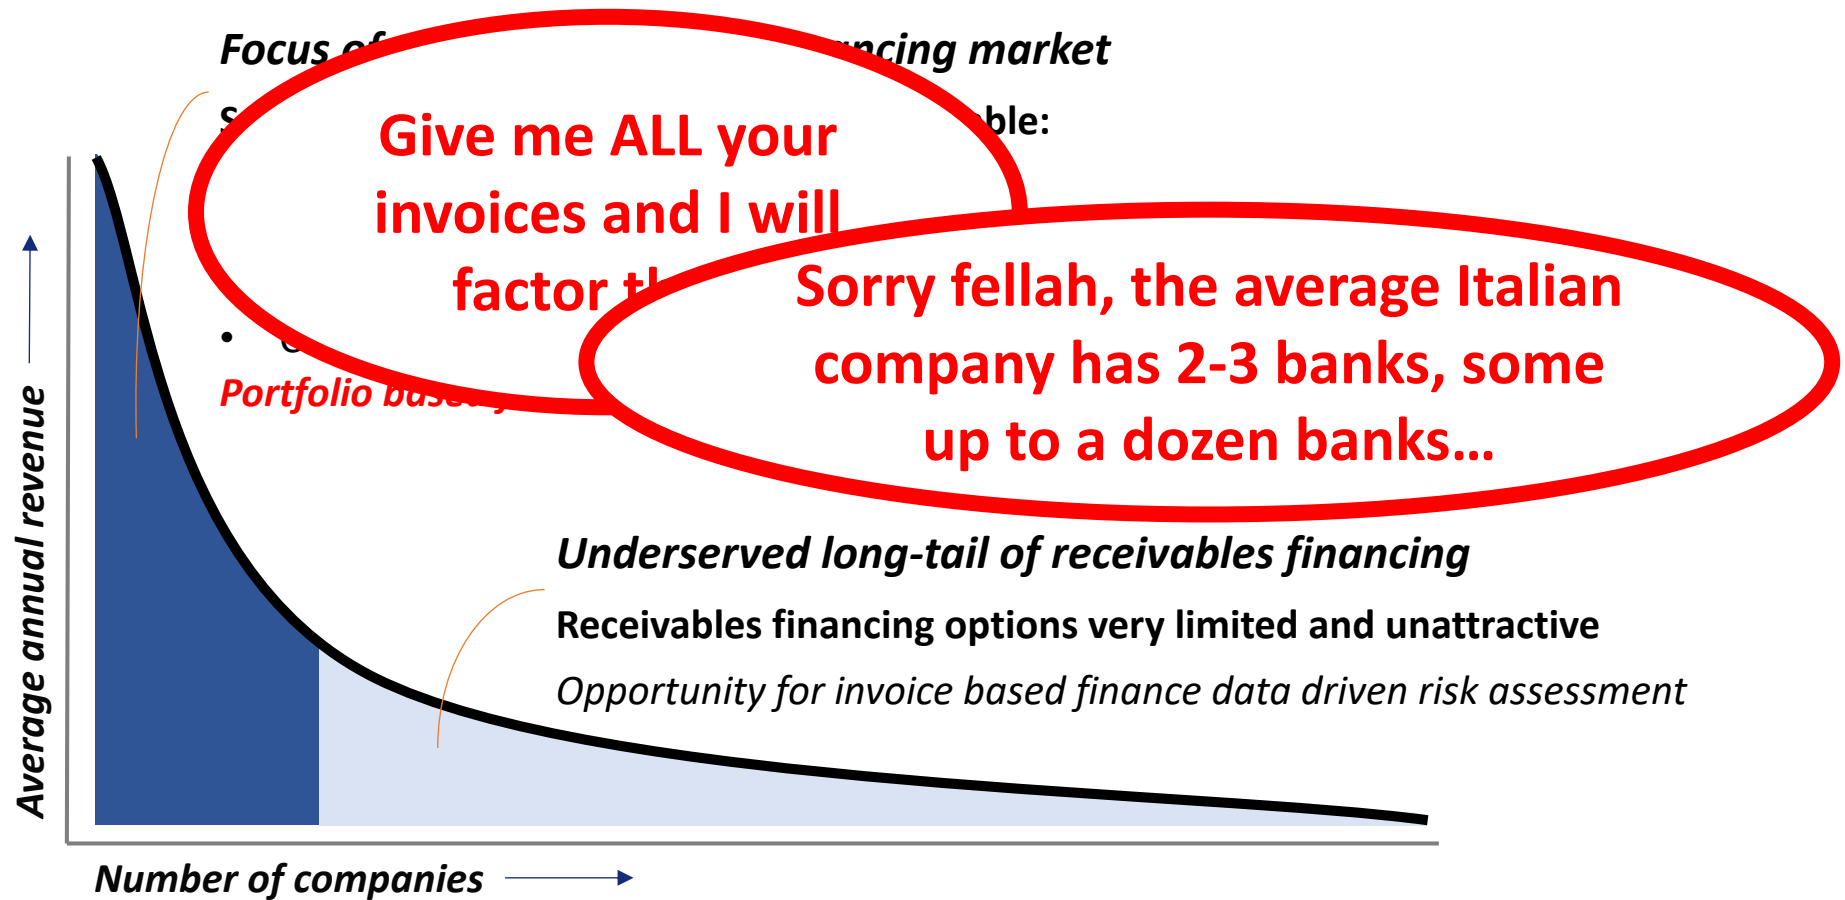 Focus of ncing market
ble:
Give me ALL your
invoices and I will
factor
Sorry fellah, the average Italian
company has 2-3 banks, some
up to a dozen banks…
•
Portfolio based
Underserved long-tail of receivables financing
Receivables financing options very limited and unattractive
Opportunity for invoice based finance data driven risk assessment
Average annual revenue
Number of companies